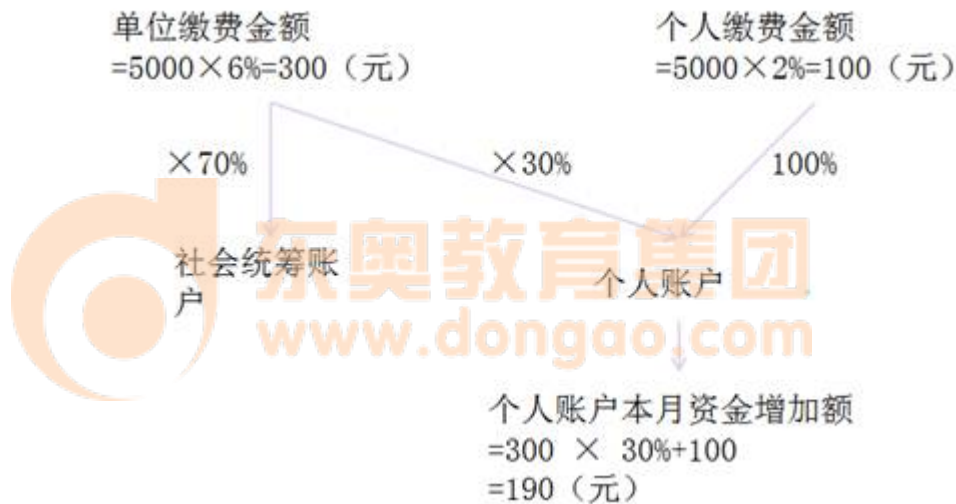 单位缴费金额
=5000×6%=300（元）
个人缴费金额
=5000×2%=100（元）
×70%
×30%
100%
社会统筹账
户
个人账户
东奥教育集团
www.dongao.com
个人账户本月资金增加额
=300 × 30%+100
=190（元）